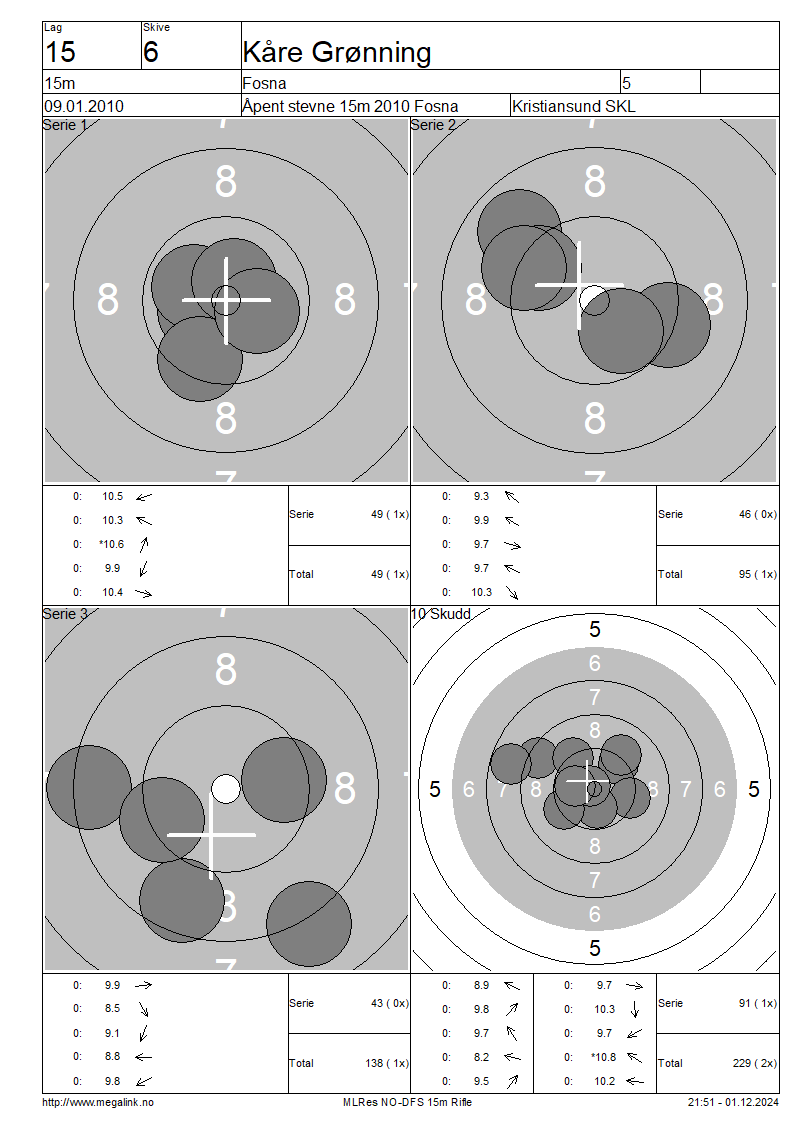 Lag Skive
15 6 Kåre Grønning
15m Fosna 5
09.01.2010 Åpent stevne 15m 2010 Fosna Kristiansund SKL
Serie 1
8
8 8
8
7
Serie 2
8
8 8
8
7
0: 10.5
0: 10.3
0: *10.6
0: 9.9
0: 10.4
Serie 49 ( 1x)
Total 49 ( 1x)
0: 9.3
0: 9.9
0: 9.7
0: 9.7
0: 10.3
Serie 46 ( 0x)
Total 95 ( 1x)
Serie 3
8
8
8
7
10 Skudd
5
6
7
8
5 6 7 8 8 7 6 5
8
7
6
5
0: 9.9
0: 8.5
0: 9.1
0: 8.8
0: 9.8
Serie 43 ( 0x)
Total 138 ( 1x)
0: 8.9 0: 9.7
0: 9.8 0: 10.3
0: 9.7 0: 9.7
0: 8.2 0: *10.8
0: 9.5 0: 10.2
Serie 91 ( 1x)
Total 229 ( 2x)
http://www.megalink.no MLRes NO-DFS 15m Rifle 21:51 - 01.12.2024